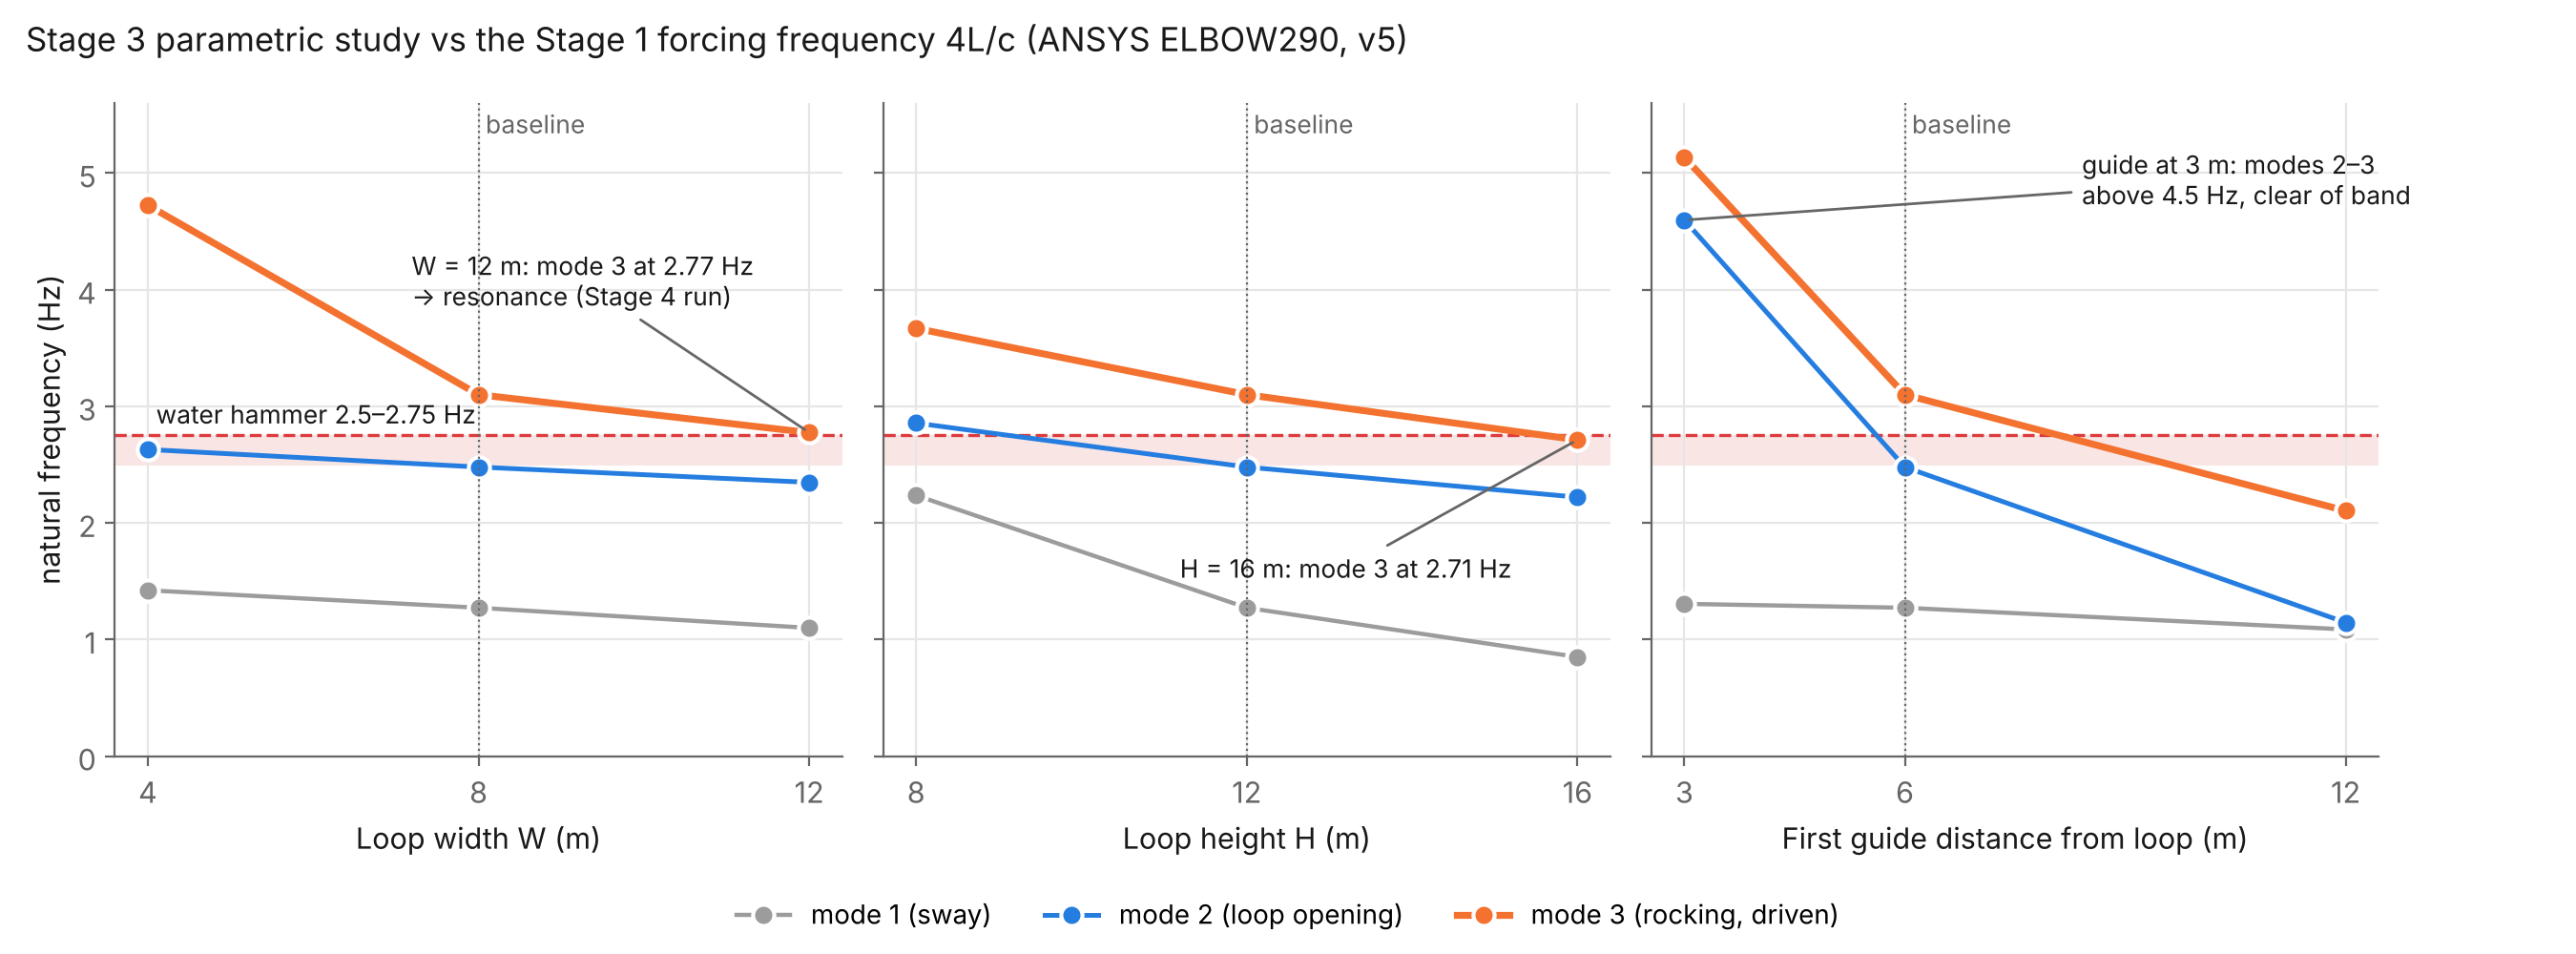 Stage 3 parametric study vs the Stage 1 forcing frequency 4L/c (ANSYS ELBOW290, v5)
natural frequency (Hz)
5
4
3
2
1
0
baseline
W = 12 m: mode 3 at 2.77 Hz
→ resonance (Stage 4 run)
water hammer 2.5–2.75 Hz
4
8
12
Loop width W (m)
baseline
H = 16 m: mode 3 at 2.71 Hz
8
12
16
Loop height H (m)
baseline
guide at 3 m: modes 2–3
above 4.5 Hz, clear of band
3
6
12
First guide distance from loop (m)
mode 1 (sway)
mode 2 (loop opening)
mode 3 (rocking, driven)